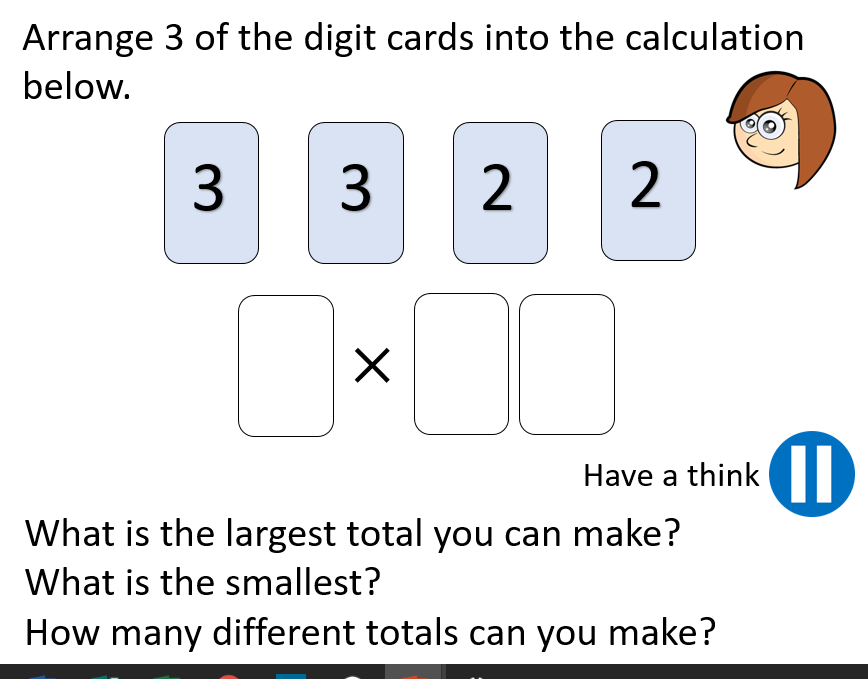 Arrange 3 of the digit cards into the calculation
below.
3 3 2 2
×
Have a think
What is the largest total you can make?
What is the smallest?
How many different totals can you make?